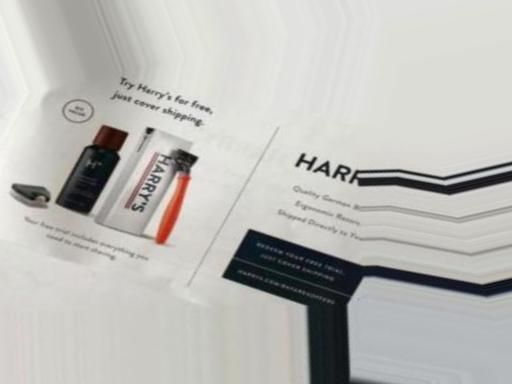 Try Harry's for free,
just cover shipping.
HARRY'S
Your free trial includes everything you
need to start shaving.
HARR
Quality German
Ergonomic Razors
Shipped Directly to You
REDEEM YOUR FREE TRIAL,
JUST COVER SHIPPING